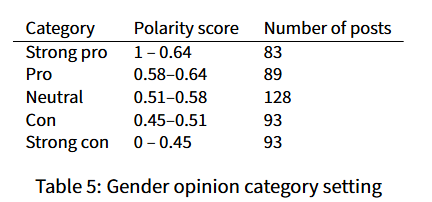 Category Polarity score Number of posts
Strong pro 1 – 0.64 83
Pro 0.58–0.64 89
Neutral 0.51–0.58 128
Con 0.45–0.51 93
Strong con 0 – 0.45 93
Table 5: Gender opinion category setting